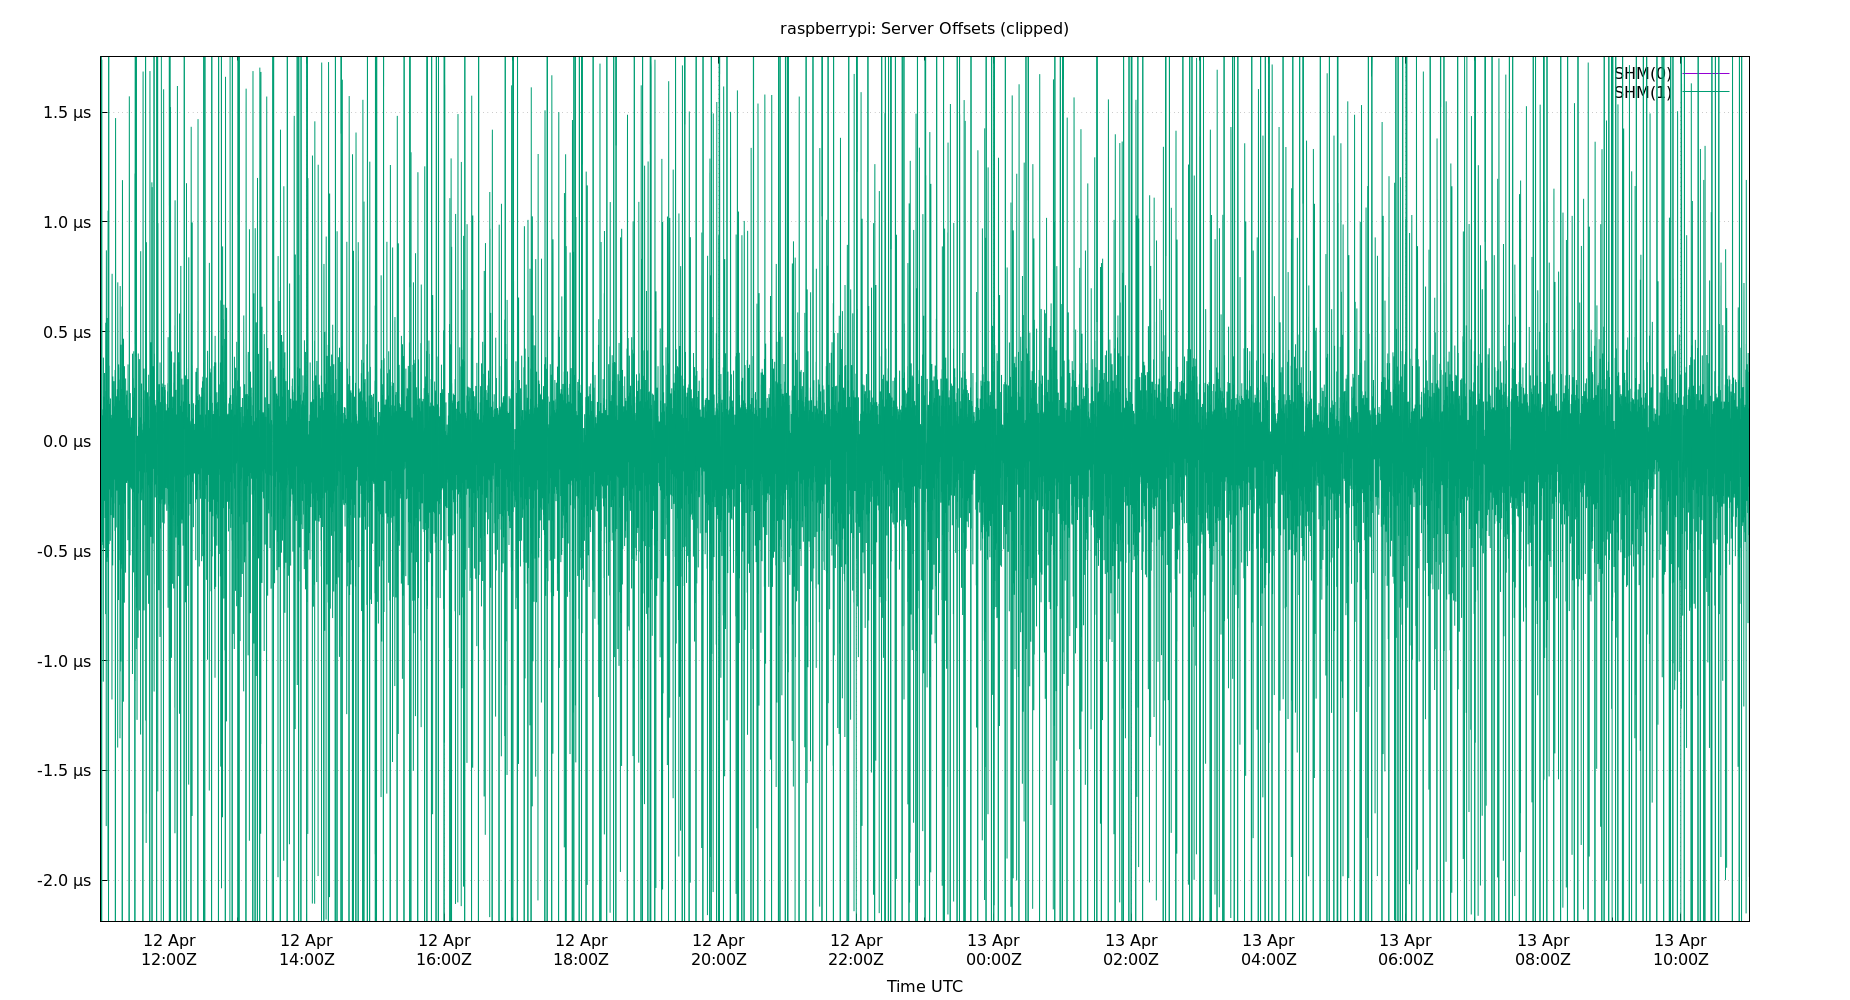 raspberrypi: Server Offsets (clipped)
SHM(0)
SHM(1)
1.5 µs
1.0 µs
0.5 µs
0.0 µs
-0.5 µs
-1.0 µs
-1.5 µs
-2.0 µs
12 Apr 12 Apr 12 Apr 12 Apr 12 Apr 12 Apr 13 Apr 13 Apr 13 Apr 13 Apr 13 Apr 13 Apr
12:00Z 14:00Z 16:00Z 18:00Z 20:00Z 22:00Z 00:00Z 02:00Z 04:00Z 06:00Z 08:00Z 10:00Z
Time UTC